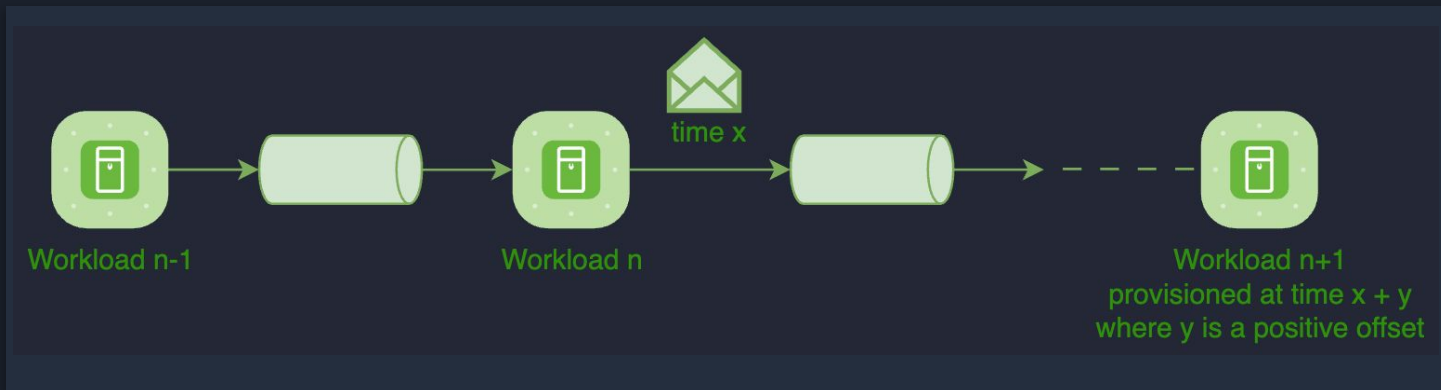 time x
Workload n-1
Workload n
Workload n+1
provisioned at time x + y
where y is a positive offset